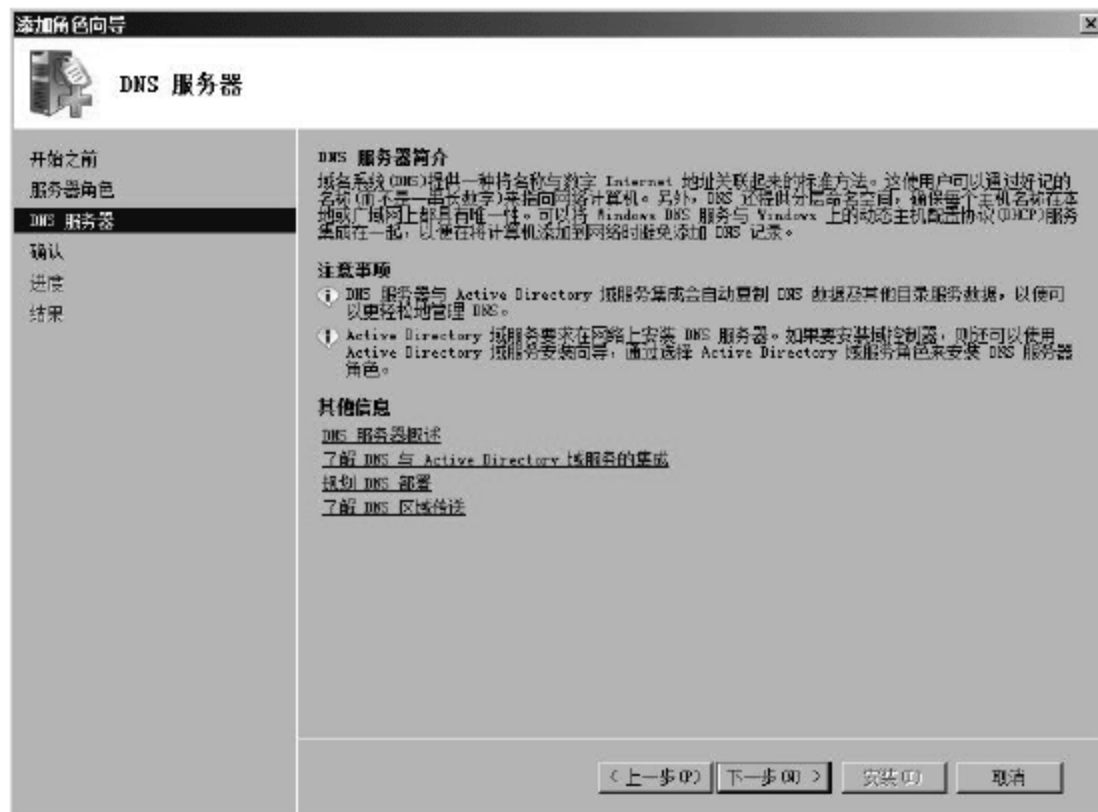 添加角色向导
DNS 服务器
开始之前
服务器角色
DNS 服务器
确认
进度
结果
DNS 服务器简介
域名系统(DNS)提供一种将名称与数字 Internet 地址关联起来的标准方法。这使用户可以通过好记的
名称(而不是一串长数字)来指向网络计算机。另外，DNS 还提供分层命名空间，确保每个主机名称在本
地或广域网上都具有唯一性。可以将 Windows DNS 服务与 Windows 上的动态主机配置协议(DHCP)服务
集成在一起，以便在将计算机添加到网络时避免添加 DNS 记录。
注意事项
DNS 服务器与 Active Directory 域服务集成会自动复制 DNS 数据及其他目录服务数据，以便可
以更轻松地管理 DNS。
Active Directory 域服务要求在网络上安装 DNS 服务器。如果要安装域控制器，则还可以使用
Active Directory 域服务安装向导，通过选择 Active Directory 域服务角色来安装 DNS 服务器
角色。
其他信息
DNS 服务器概述
了解 DNS 与 Active Directory 域服务的集成
规划 DNS 部署
了解 DNS 区域传送
< 上一步(P) 下一步(N) > 安装(I) 取消